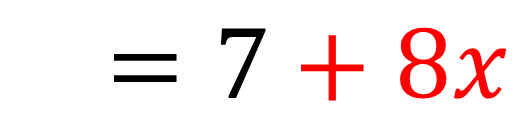 = 7 + 8x